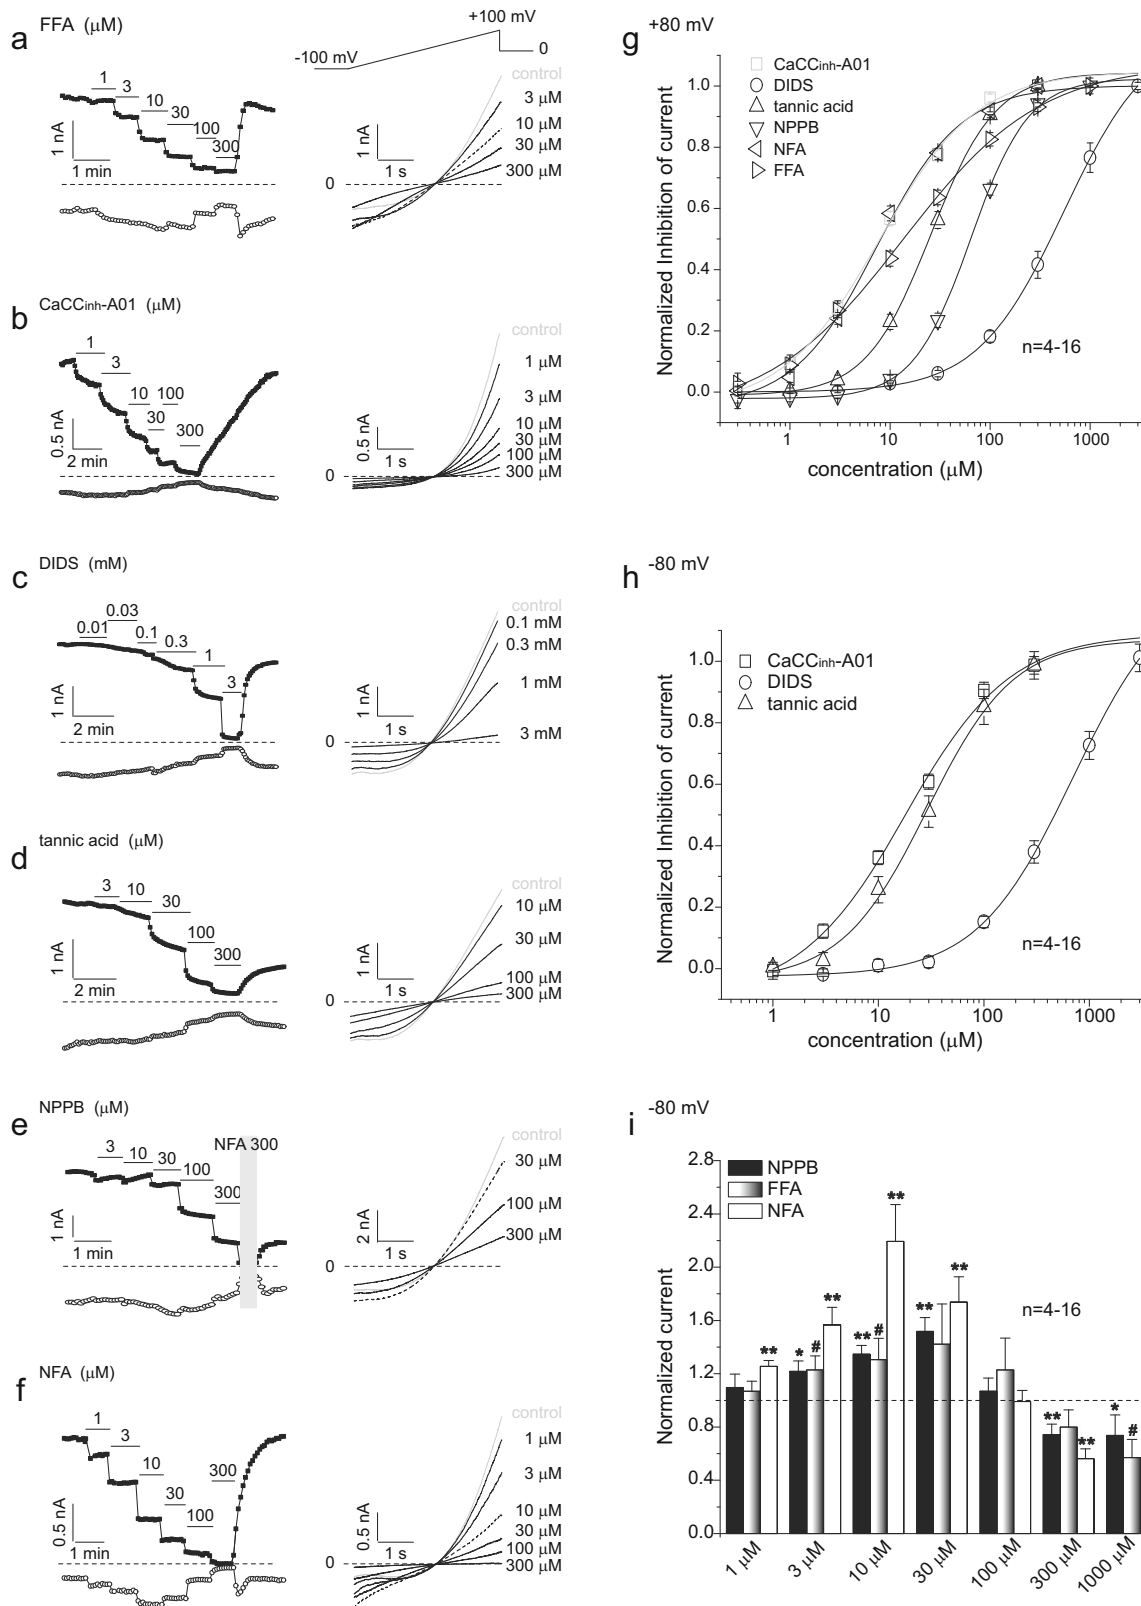 a FFA (μM)
+100 mV
-100 mV
0
1
3
10
30
100
300
1 nA
1 min
control
3 μM
10 μM
30 μM
300 μM
1 nA
1 s
0
b CaCCinh-A01 (μM)
1
3
10 100
30
300
0.5 nA
2 min
control
1 μM
3 μM
10 μM
30 μM
100 μM
300 μM
0.5 nA
1 s
0
c DIDS (mM)
0.03
0.01
0.1 0.3
1
3
1 nA
2 min
control
0.1 mM
0.3 mM
1 mM
3 mM
1 nA
1 s
0
d tannic acid (μM)
3
10
30
100
300
1 nA
2 min
control
10 μM
30 μM
100 μM
300 μM
1 nA
1 s
0
e NPPB (μM)
NFA 300
3
10
30
100
300
1 nA
1 min
control
30 μM
100 μM
300 μM
2 nA
1 s
0
f NFA (μM)
1
3
10
30
100
300
0.5 nA
1 min
control
1 μM
3 μM
10 μM
30 μM
100 μM
300 μM
0.5 nA
1 s
0
g +80 mV
CaCCinh-A01
DIDS
tannic acid
NPPB
NFA
FFA
Normalized Inhibition of current
1.0
0.8
0.6
0.4
0.2
0.0
n=4-16
1 10 100 1000
concentration (μM)
h -80 mV
CaCCinh-A01
DIDS
tannic acid
Normalized Inhibition of current
1.0
0.8
0.6
0.4
0.2
0.0
n=4-16
1 10 100 1000
concentration (μM)
i -80 mV
NPPB
FFA
NFA
Normalized current
2.8
2.4
2.0
1.6
1.2
0.8
0.4
0.0
n=4-16
** * # ** ** # ** ** ** ** ** * #
1 μM 3 μM 10 μM 30 μM 100 μM 300 μM 1000 μM